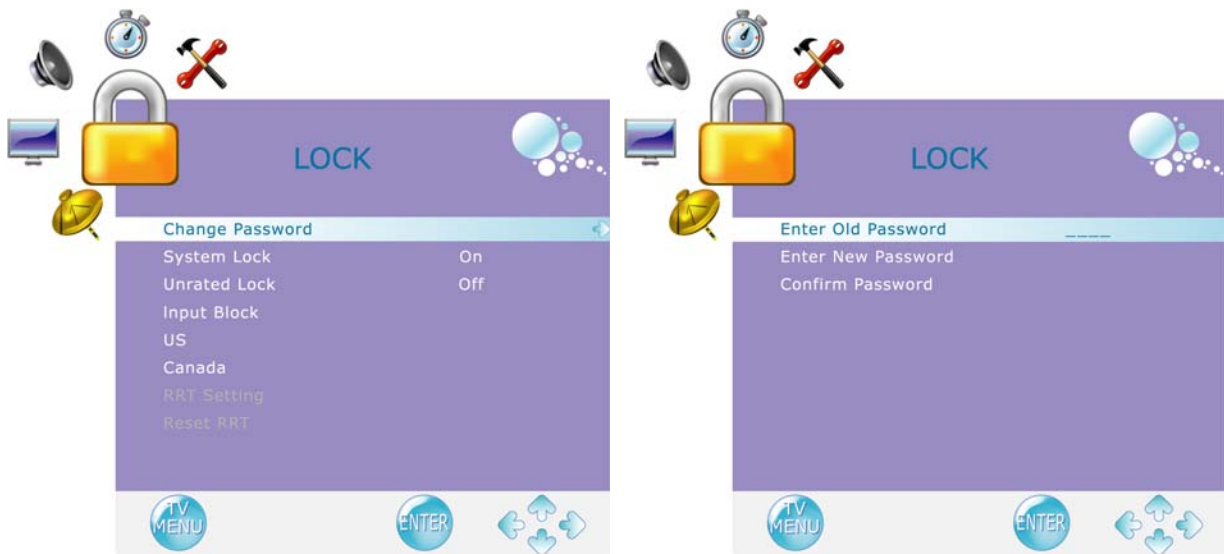 LOCK
Change Password
System Lock On
Unrated Lock Off
Input Block
US
Canada
RRT Setting
Reset RRT
TV
MENU
ENTER
LOCK
Enter Old Password _ _ _ _
Enter New Password
Confirm Password
TV
MENU
ENTER